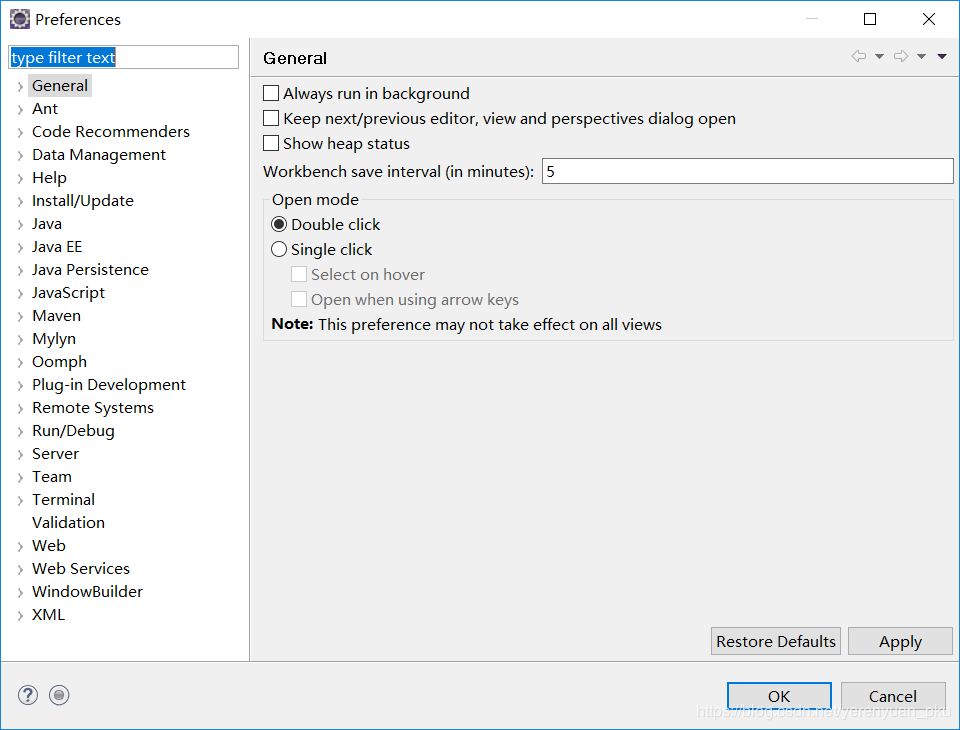 Preferences
type filter text
General
Ant
Code Recommenders
Data Management
Help
Install/Update
Java
Java EE
Java Persistence
JavaScript
Maven
Mylyn
Oomph
Plug-in Development
Remote Systems
Run/Debug
Server
Team
Terminal
Validation
Web
Web Services
WindowBuilder
XML
General
Always run in background
Keep next/previous editor, view and perspectives dialog open
Show heap status
Workbench save interval (in minutes): 5
Open mode
Double click
Single click
Select on hover
Open when using arrow keys
Note: This preference may not take effect on all views
Restore Defaults Apply
? OK Cancel
https://blog.csdn.net/yerenyuan_pku